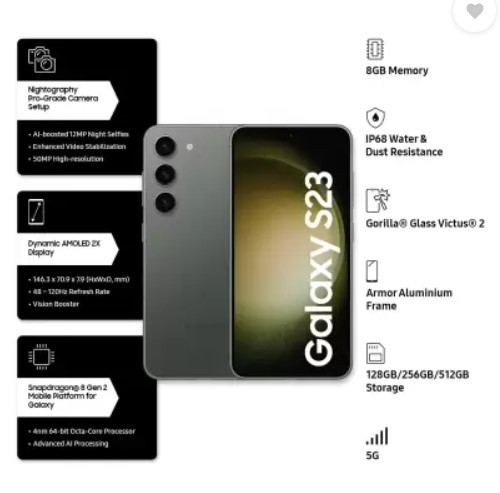 Nightography
Pro-Grade Camera
Setup
• AI-boosted 12MP Night Selfies
• Enhanced Video Stabilization
• 50MP High-resolution
Dynamic AMOLED 2X
Display
• 146.3 x 70.9 x 7.9 (HxWxD, mm)
• 48 – 120Hz Refresh Rate
• Vision Booster
Snapdragon® 8 Gen 2
Mobile Platform for
Galaxy
• 4nm 64-bit Octa-Core Processor
• Advanced AI Processing
Galaxy S23
8GB Memory
IP68 Water &
Dust Resistance
Gorilla® Glass Victus® 2
Armor Aluminium
Frame
128GB/256GB/512GB
Storage
5G